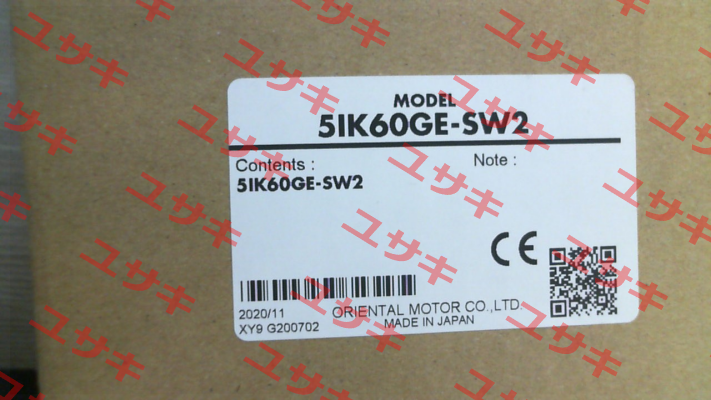 MODEL
5IK60GE-SW2
Contents :
Note :
5IK60GE-SW2
CE
2020/11
ORIENTAL MOTOR CO.,LTD.
XY9 G200702
MADE IN JAPAN
ユサキ